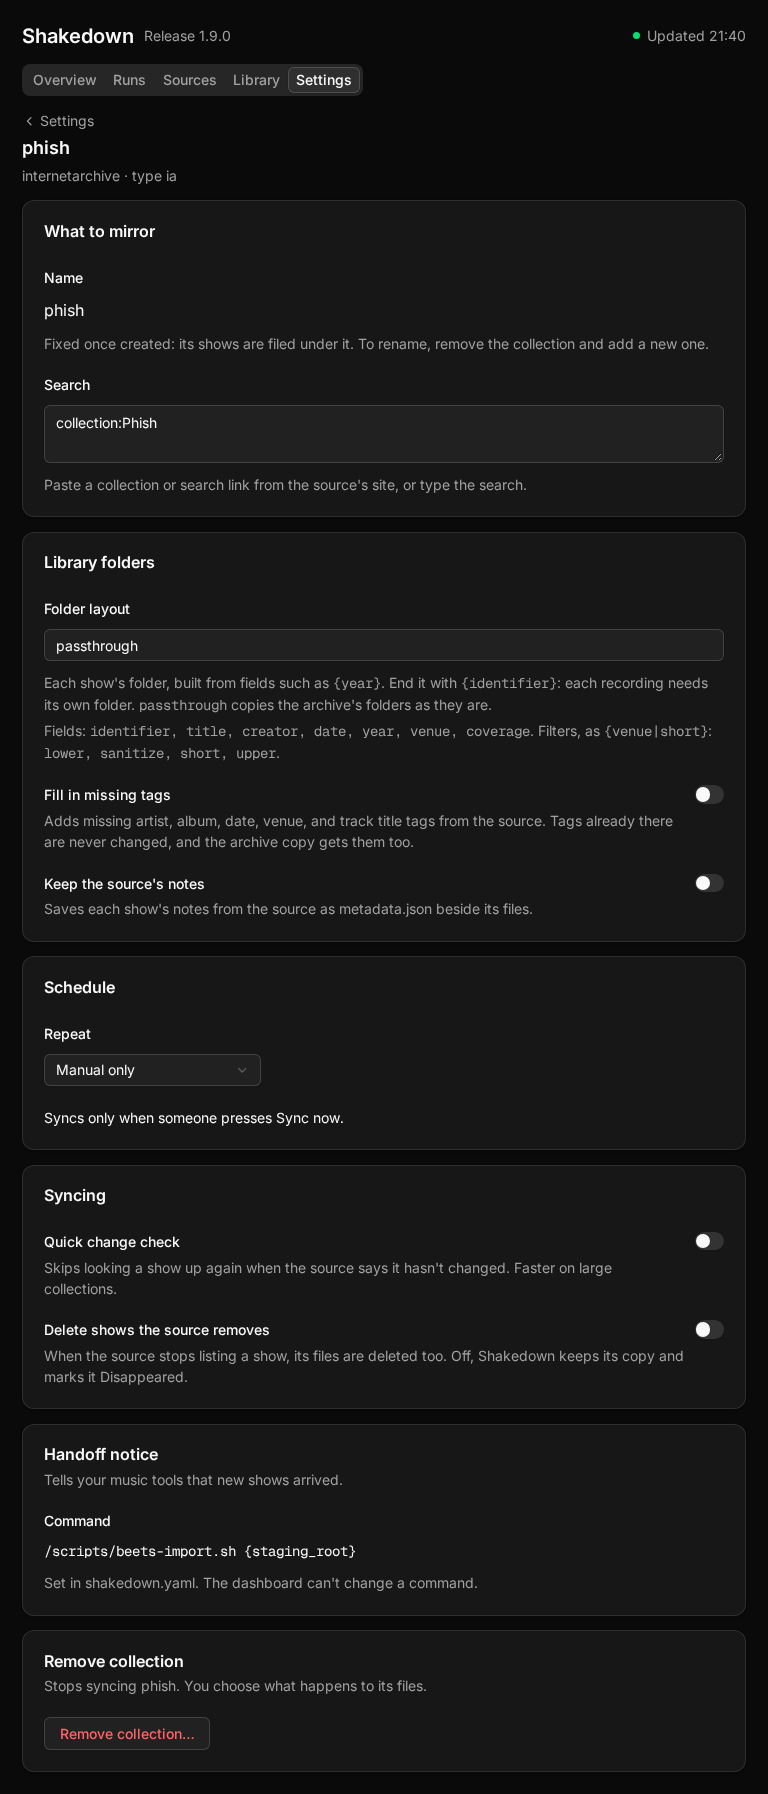 Shakedown Release 1.9.0 Updated 21:40
Overview Runs Sources Library Settings
Settings
phish
internetarchive · type ia
What to mirror
Name
phish
Fixed once created: its shows are filed under it. To rename, remove the collection and add a new one.
Search
collection:Phish
Paste a collection or search link from the source's site, or type the search.
Library folders
Folder layout
passthrough
Each show's folder, built from fields such as {year}. End it with {identifier}: each recording needs
its own folder. passthrough copies the archive's folders as they are.
Fields: identifier, title, creator, date, year, venue, coverage. Filters, as {venue|short}:
lower, sanitize, short, upper.
Fill in missing tags
Adds missing artist, album, date, venue, and track title tags from the source. Tags already there
are never changed, and the archive copy gets them too.
Keep the source's notes
Saves each show's notes from the source as metadata.json beside its files.
Schedule
Repeat
Manual only
Syncs only when someone presses Sync now.
Syncing
Quick change check
Skips looking a show up again when the source says it hasn't changed. Faster on large
collections.
Delete shows the source removes
When the source stops listing a show, its files are deleted too. Off, Shakedown keeps its copy and
marks it Disappeared.
Handoff notice
Tells your music tools that new shows arrived.
Command
/scripts/beets-import.sh {staging_root}
Set in shakedown.yaml. The dashboard can't change a command.
Remove collection
Stops syncing phish. You choose what happens to its files.
Remove collection...